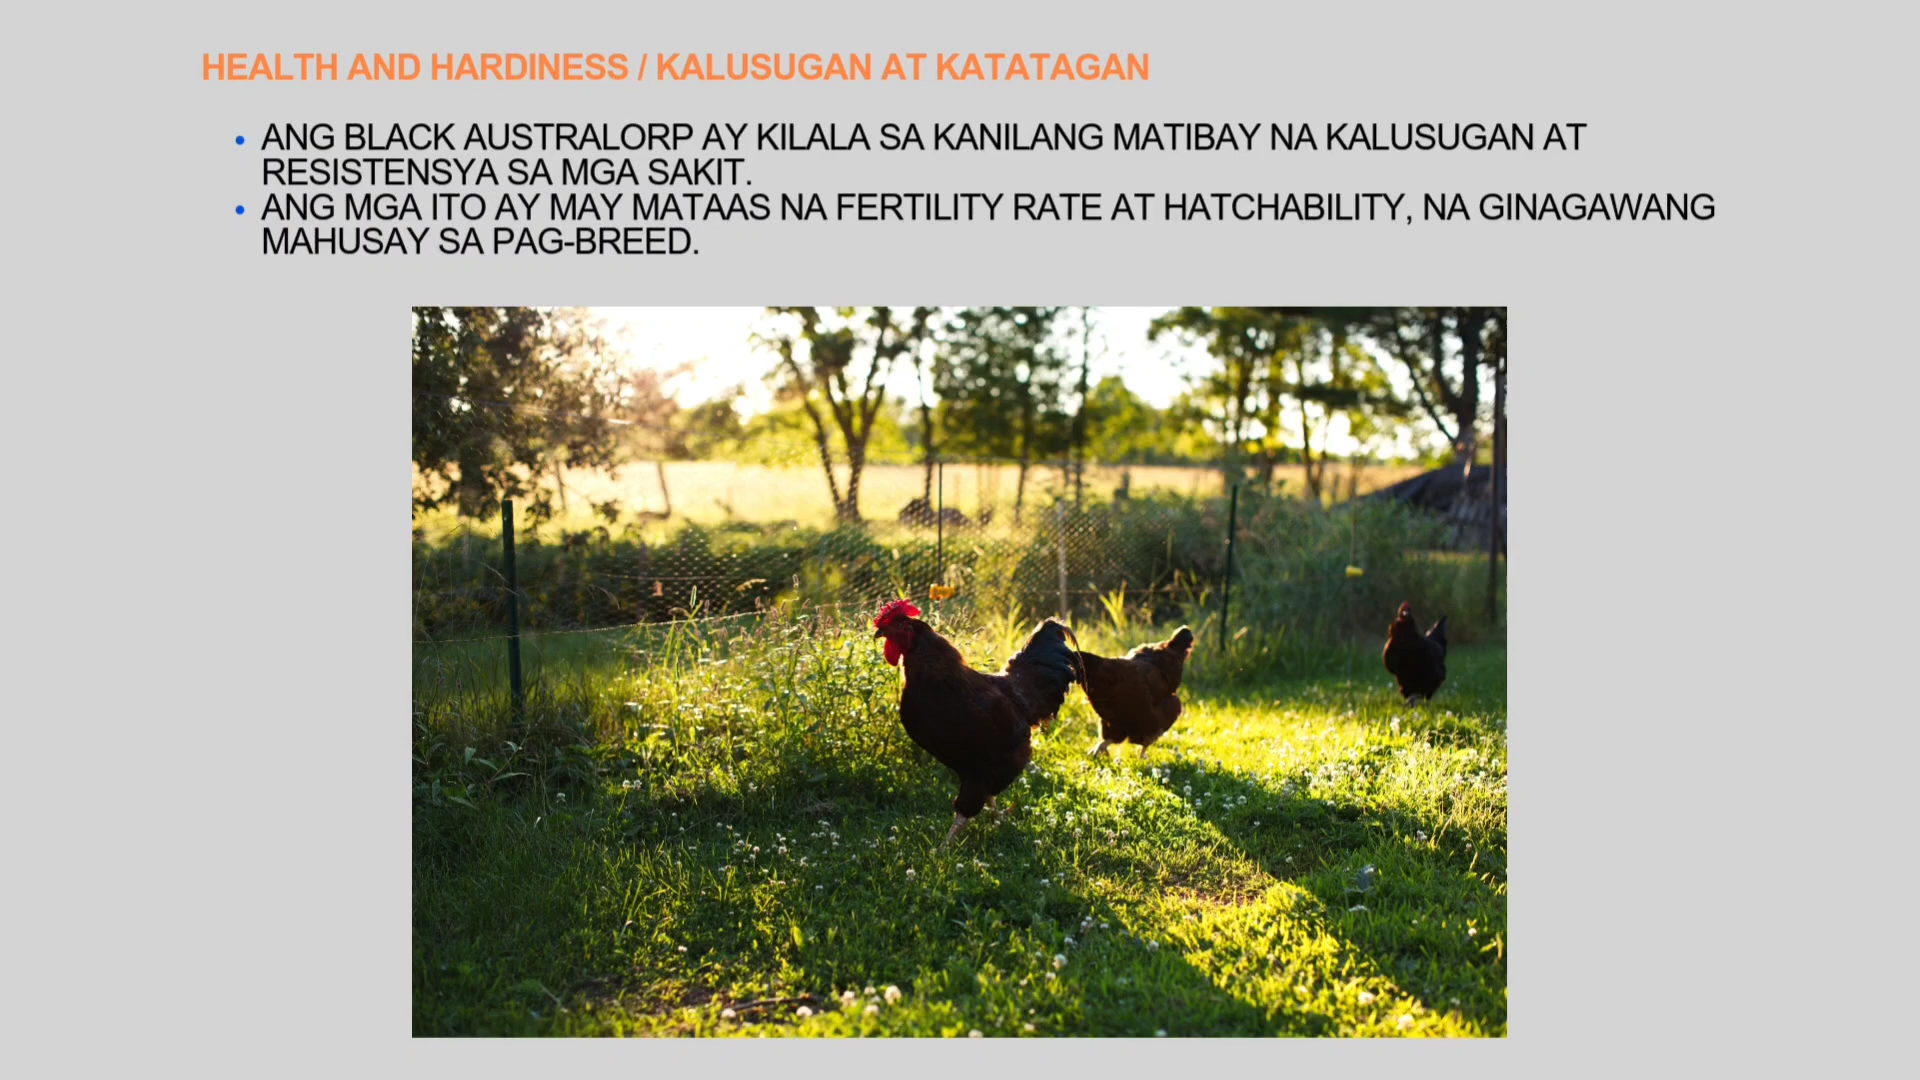 HEALTH AND HARDINESS / KALUSUGAN AT KATATAGAN
• ANG BLACK AUSTRALORP AY KILALA SA KANILANG MATIBAY NA KALUSUGAN AT
RESISTENSYA SA MGA SAKIT.
• ANG MGA ITO AY MAY MATAAS NA FERTILITY RATE AT HATCHABILITY, NA GINAGAWANG
MAHUSAY SA PAG-BREED.